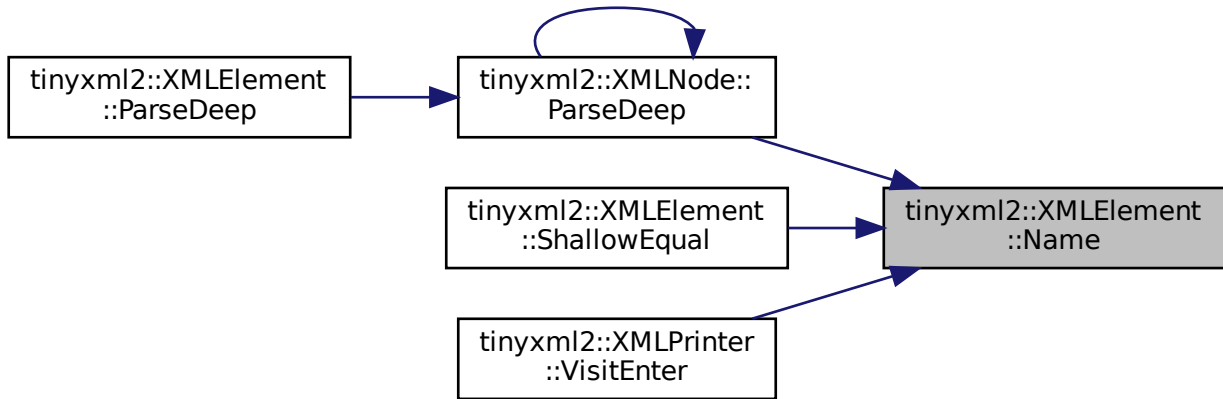 tinyxml2::XMLElement
::ParseDeep
tinyxml2::XMLNode::
ParseDeep
tinyxml2::XMLElement
::ShallowEqual
tinyxml2::XMLElement
::Name
tinyxml2::XMLPrinter
::VisitEnter